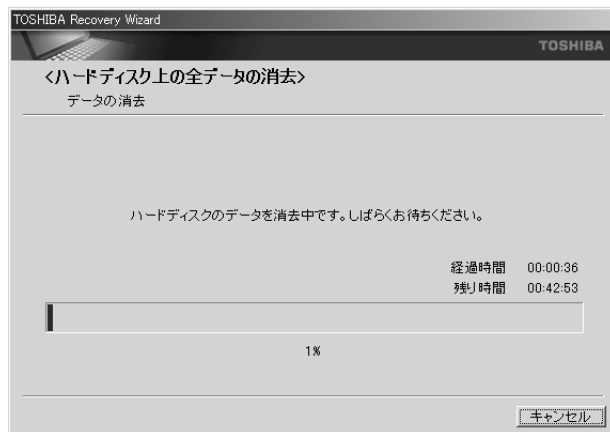 TOSHIBA Recovery Wizard
TOSHIBA
<ハードディスク上の全データの消去>
データの消去
ハードディスクのデータを消去中です。しばらくお待ちください。
経過時間 00:00:36
残り時間 00:42:53
1%
キャンセル